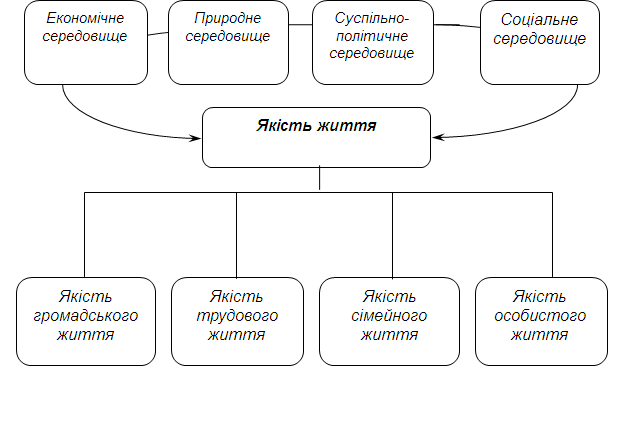 Економічне
середовище
Природне
середовище
Суспільно-
політичне
середовище
Соціальне
середовище
Якість життя
Якість
громадського
життя
Якість
трудового
життя
Якість
сімейного
життя
Якість
особистого
життя